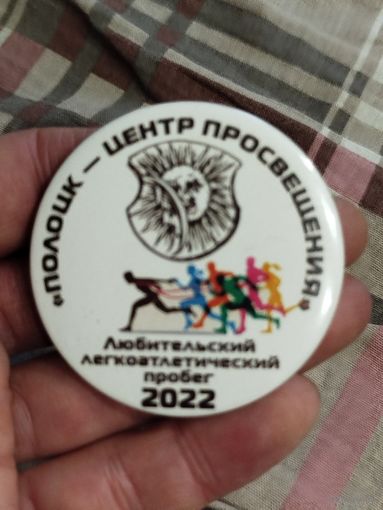 «ПОЛОЦК — ЦЕНТР ПРОСВЕЩЕНИЯ»
Любительский
легкоатлетический
пробег
2022